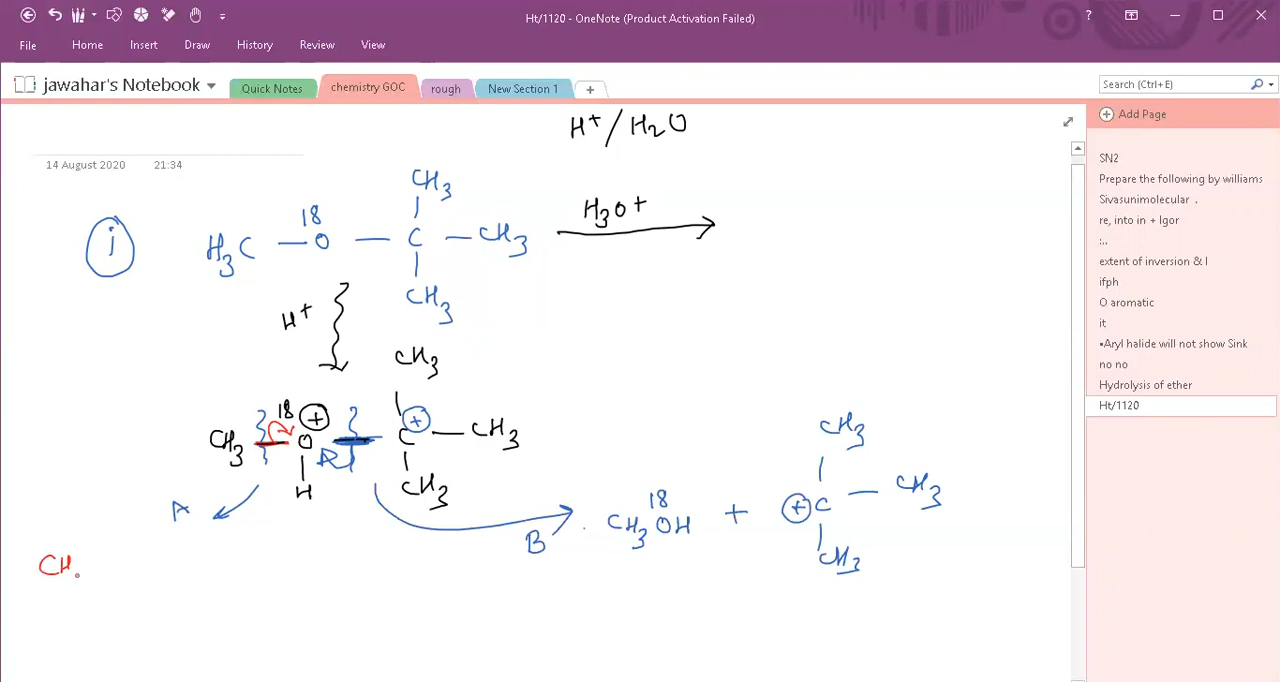 Ht/1120 - OneNote (Product Activation Failed)
?
File Home Insert Draw History Review View
jawahar's Notebook Quick Notes chemistry GOC rough New Section 1 +
Search (Ctrl+E)
Add Page
14 August 2020 21:34
H+/H2O
i
H3C — 18 O — C — CH3
CH3
CH3
H3O+
H+
CH3
CH3 — 18 O + — C + — CH3
H
CH3
A
B
CH3 18 OH + + C — CH3
CH3
CH3
CH
SN2
Prepare the following by williams
Sivasunimolecular .
re, into in + Igor
:..
extent of inversion & l
ifph
O aromatic
it
•Aryl halide will not show Sink
no no
Hydrolysis of ether
Ht/1120